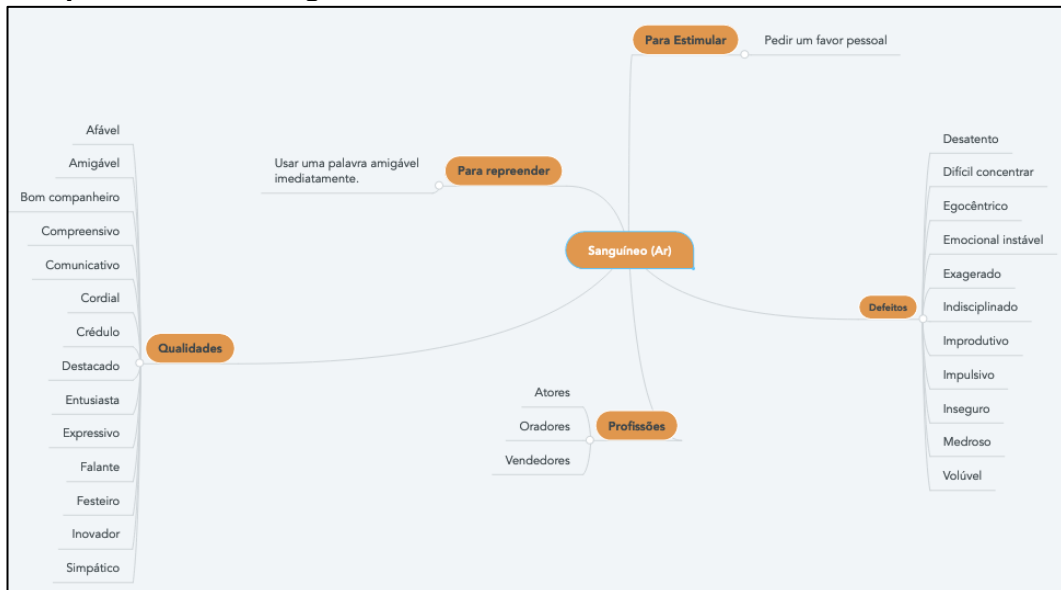 Para Estimular
Pedir um favor pessoal
Para repreender
Usar uma palavra amigável
imediatamente.
Sanguíneo (Ar)
Qualidades
Afável
Amigável
Bom companheiro
Compreensivo
Comunicativo
Cordial
Crédulo
Destacado
Entusiasta
Expressivo
Falante
Festeiro
Inovador
Simpático
Profissões
Atores
Oradores
Vendedores
Defeitos
Desatento
Difícil concentrar
Egocêntrico
Emocional instável
Exagerado
Indisciplinado
Improdutivo
Impulsivo
Inseguro
Medroso
Volúvel